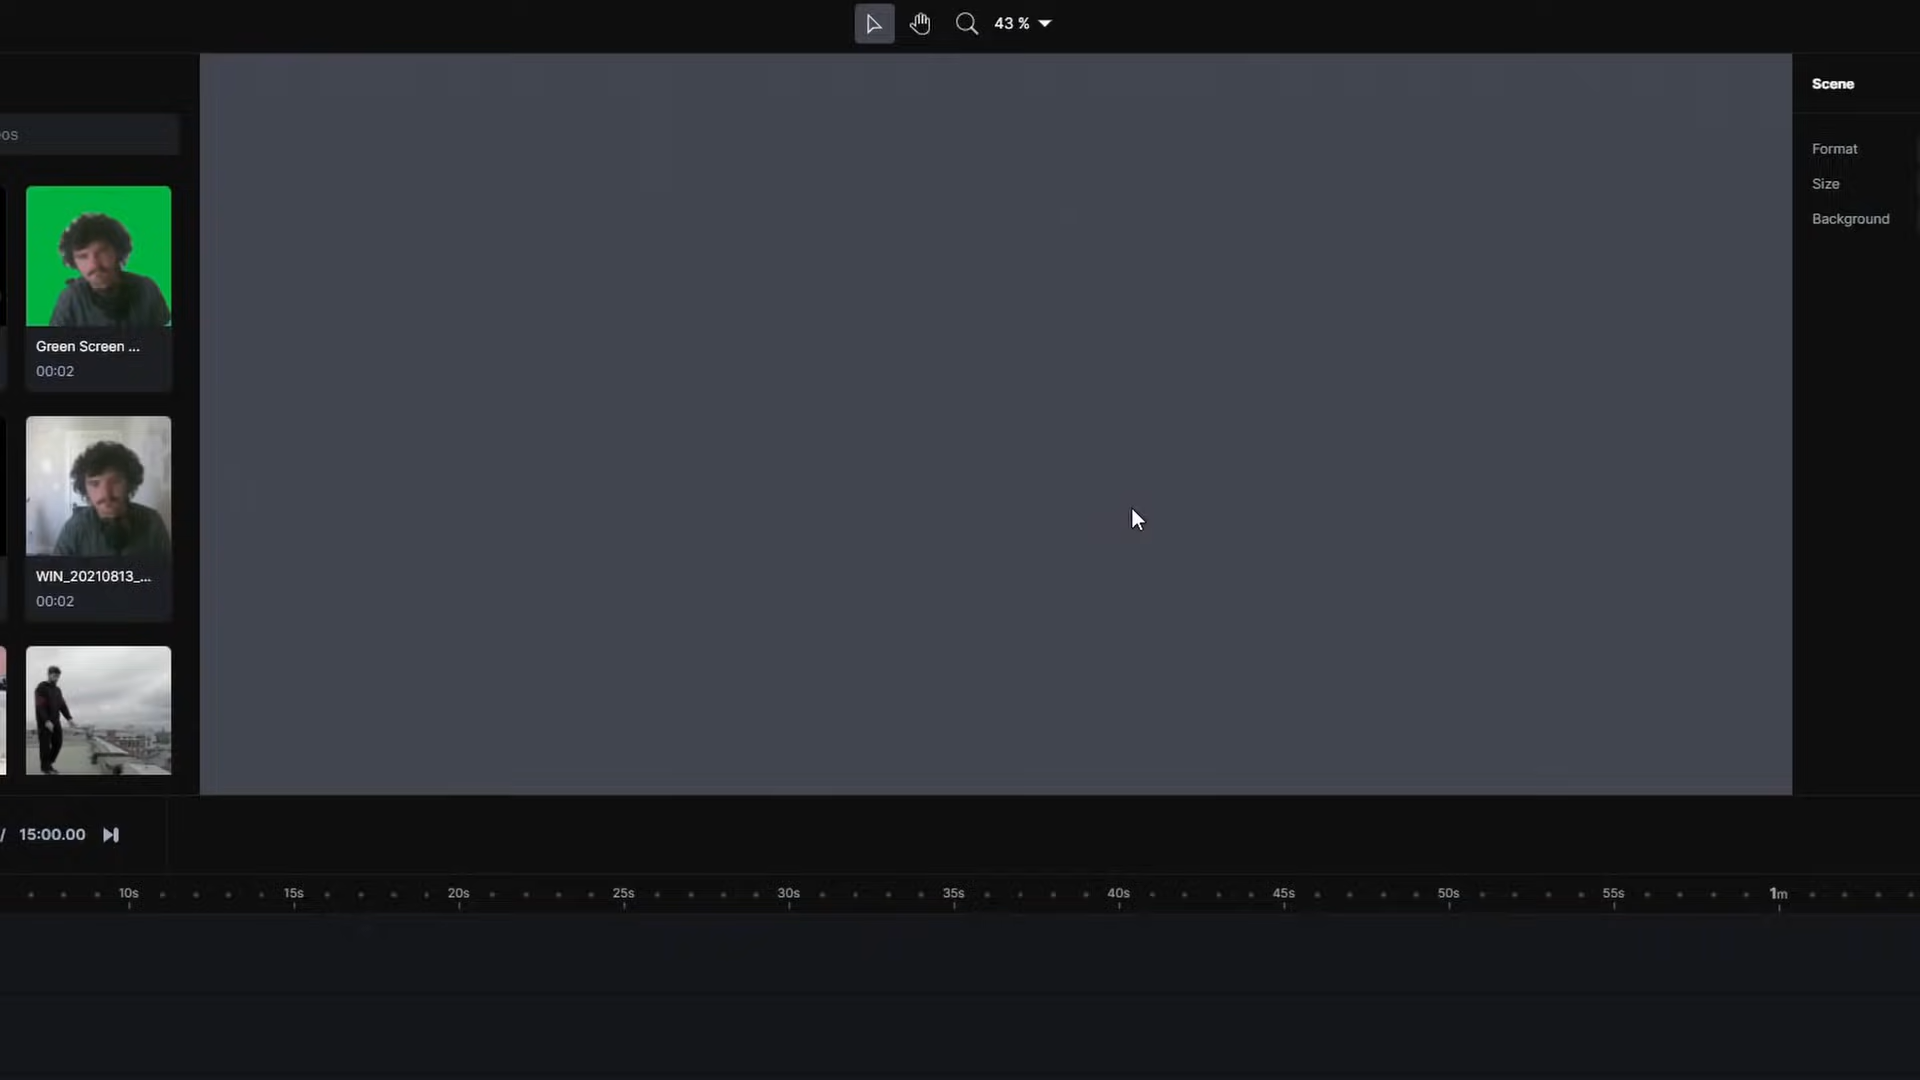 43 %
Scene
os
Format
Size
Background
Green Screen ...
00:02
WIN_20210813_...
00:02
/ 15:00.00
10s 15s 20s 25s 30s 35s 40s 45s 50s 55s 1m